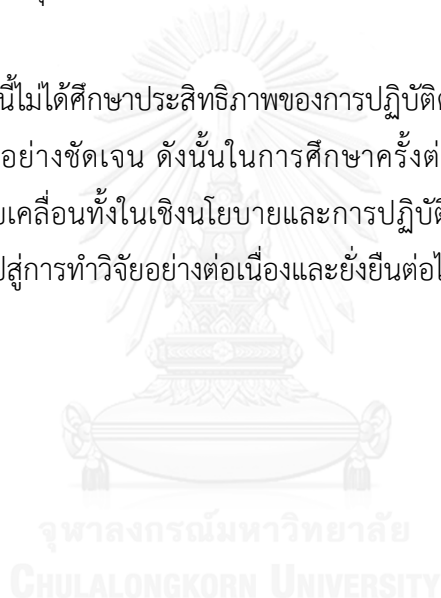 นี้ไม่ได้ศึกษาประสิทธิภาพของการปฏิบัติ
อย่างชัดเจน ดังนั้นในการศึกษาครั้งต่
บเคลื่อนทั้งในเชิงนโยบายและการปฏิบัติ
ปสู่การทำวิจัยอย่างต่อเนื่องและยั่งยืนต่อไ
จุฬาลงกรณ์มหาวิทยาลัย
CHULALONGKORN UNIVERSITY